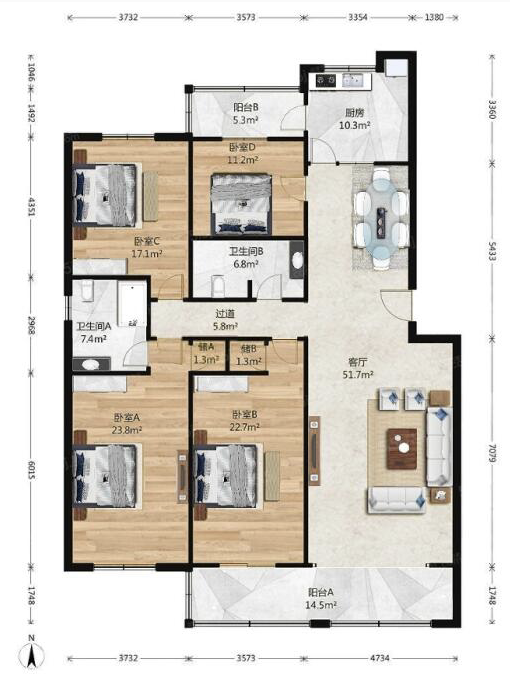 3732
3573
3354
1380
1046
1492
4351
2968
6015
1748
3360
5433
7079
1748
阳台B
5.3m²
厨房
10.3m²
卧室D
11.2m²
卧室C
17.1m²
卫生间B
6.8m²
过道
5.8m²
卫生间A
7.4m²
储A
1.3m²
储B
1.3m²
客厅
51.7m²
卧室A
23.8m²
卧室B
22.7m²
阳台A
14.5m²
N
3732
3573
4734